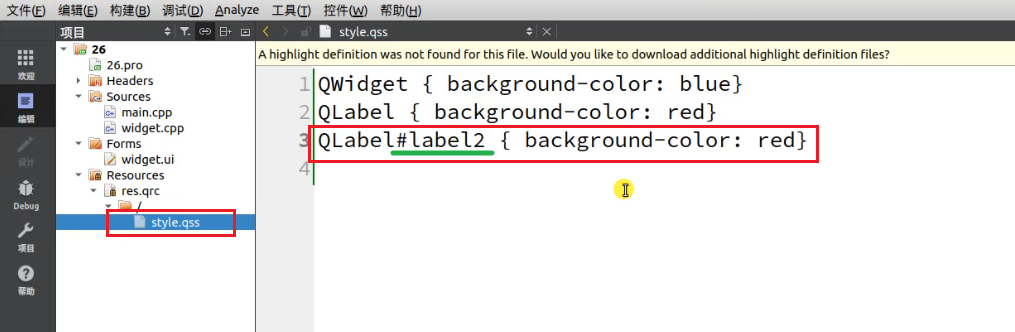 文件(F) 编辑(E) 构建(B) 调试(D) Analyze 工具(T) 控件(W) 帮助(H)
项目 style.qss
A highlight definition was not found for this file. Would you like to download additional highlight definition files?
欢迎
编辑
设计
Debug
项目
帮助
26
26.pro
Headers
Sources
main.cpp
widget.cpp
Forms
widget.ui
Resources
res.qrc
/
style.qss
1 QWidget { background-color: blue}
2 QLabel { background-color: red}
3 QLabel#label2 { background-color: red}
4